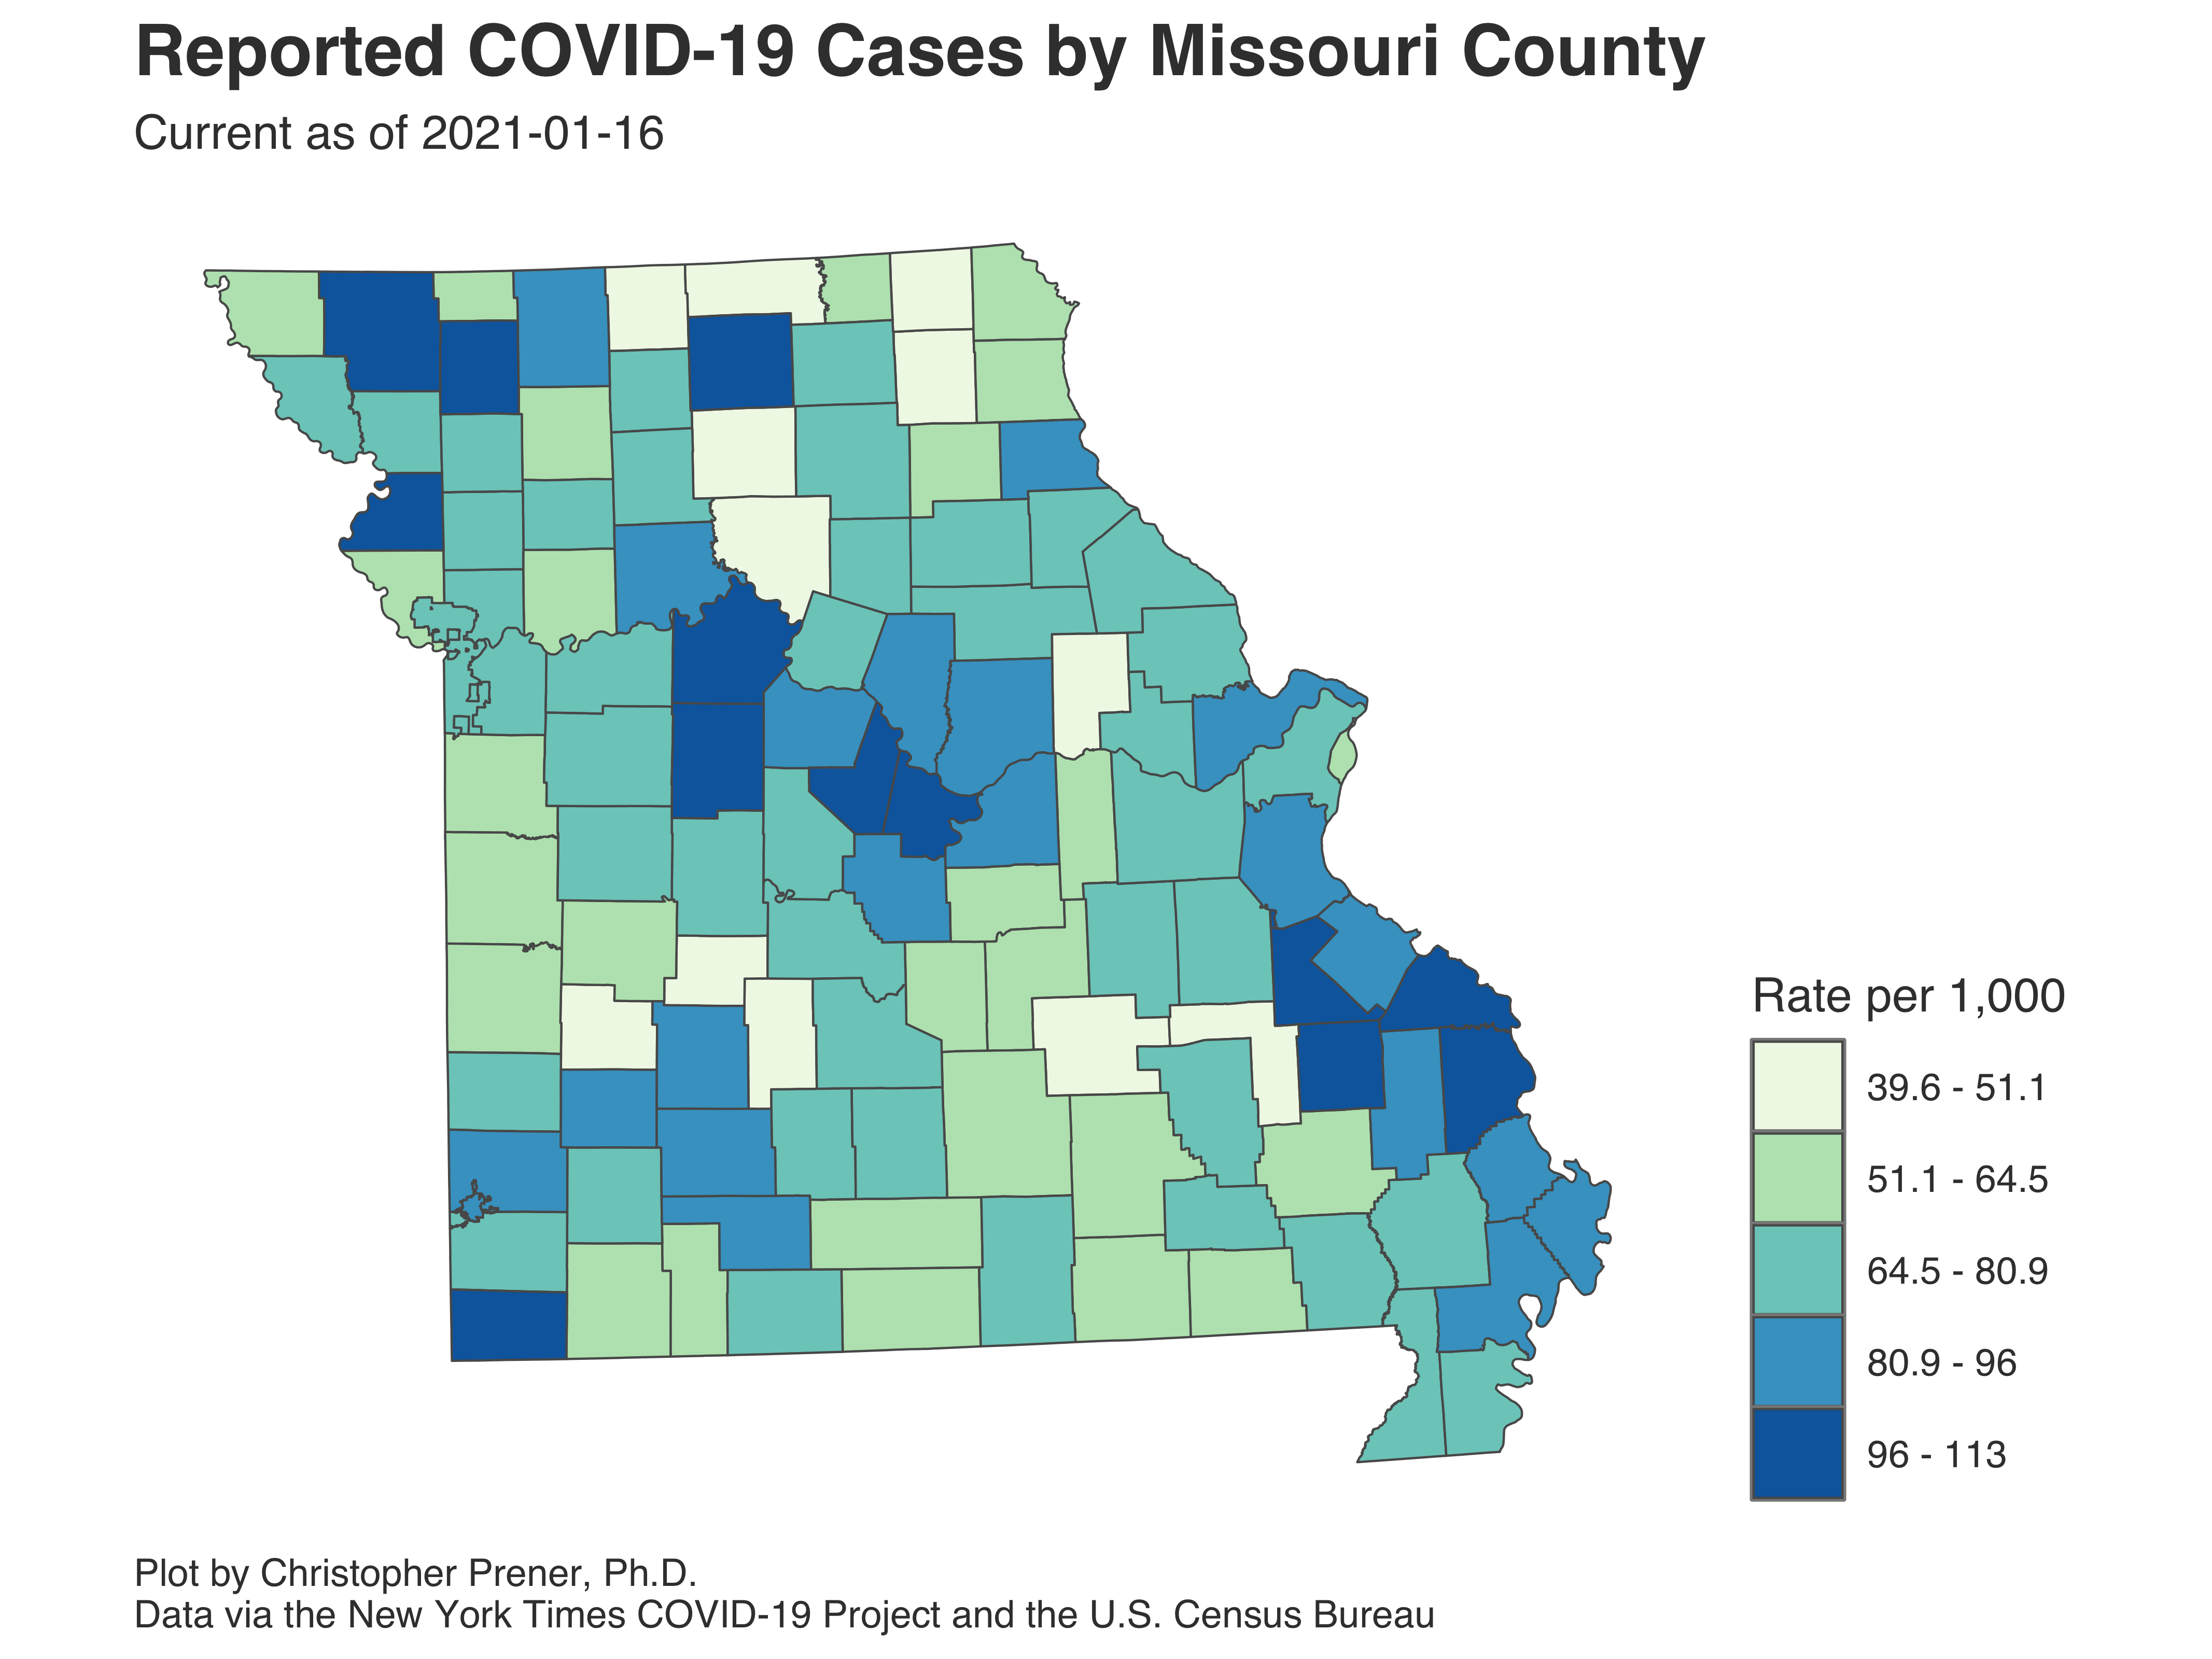 Reported COVID-19 Cases by Missouri County
Current as of 2021-01-16
Rate per 1,000
39.6 - 51.1
51.1 - 64.5
64.5 - 80.9
80.9 - 96
96 - 113
Plot by Christopher Prener, Ph.D.
Data via the New York Times COVID-19 Project and the U.S. Census Bureau